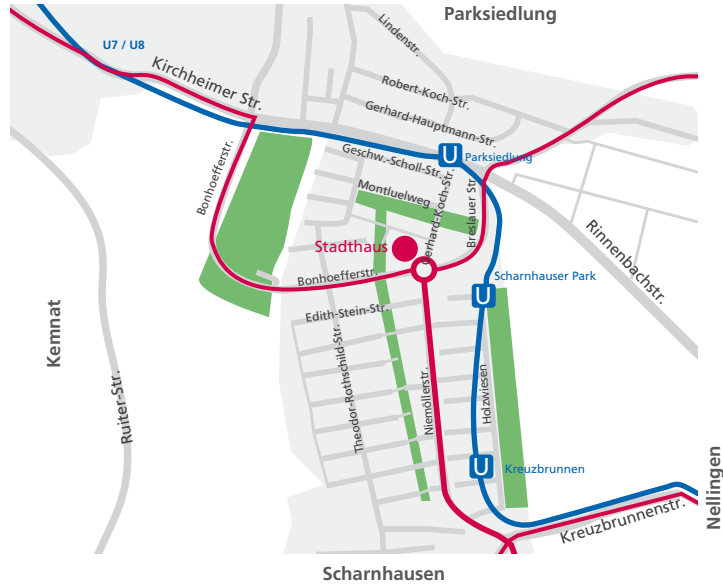 Parksiedlung
U7 / U8
Lindenstr.
Kirchheimer Str.
Robert-Koch-Str.
Gerhard-Hauptmann-Str.
Geschw.-Scholl-Str.
U Parksiedlung
Bonhoefferstr.
Montluelweg
Gerhard-Koch-Str.
Breslauer Str.
Rinnenbachstr.
Stadthaus
Bonhoefferstr.
Scharnhauser Park
U
Edith-Stein-Str.
Kemnat
Ruiter-Str.
Theodor-Rothschild-Str.
Niemöllerstr.
Holzwiesen
U Kreuzbrunnen
Kreuzbrunnenstr.
Nellingen
Scharnhausen